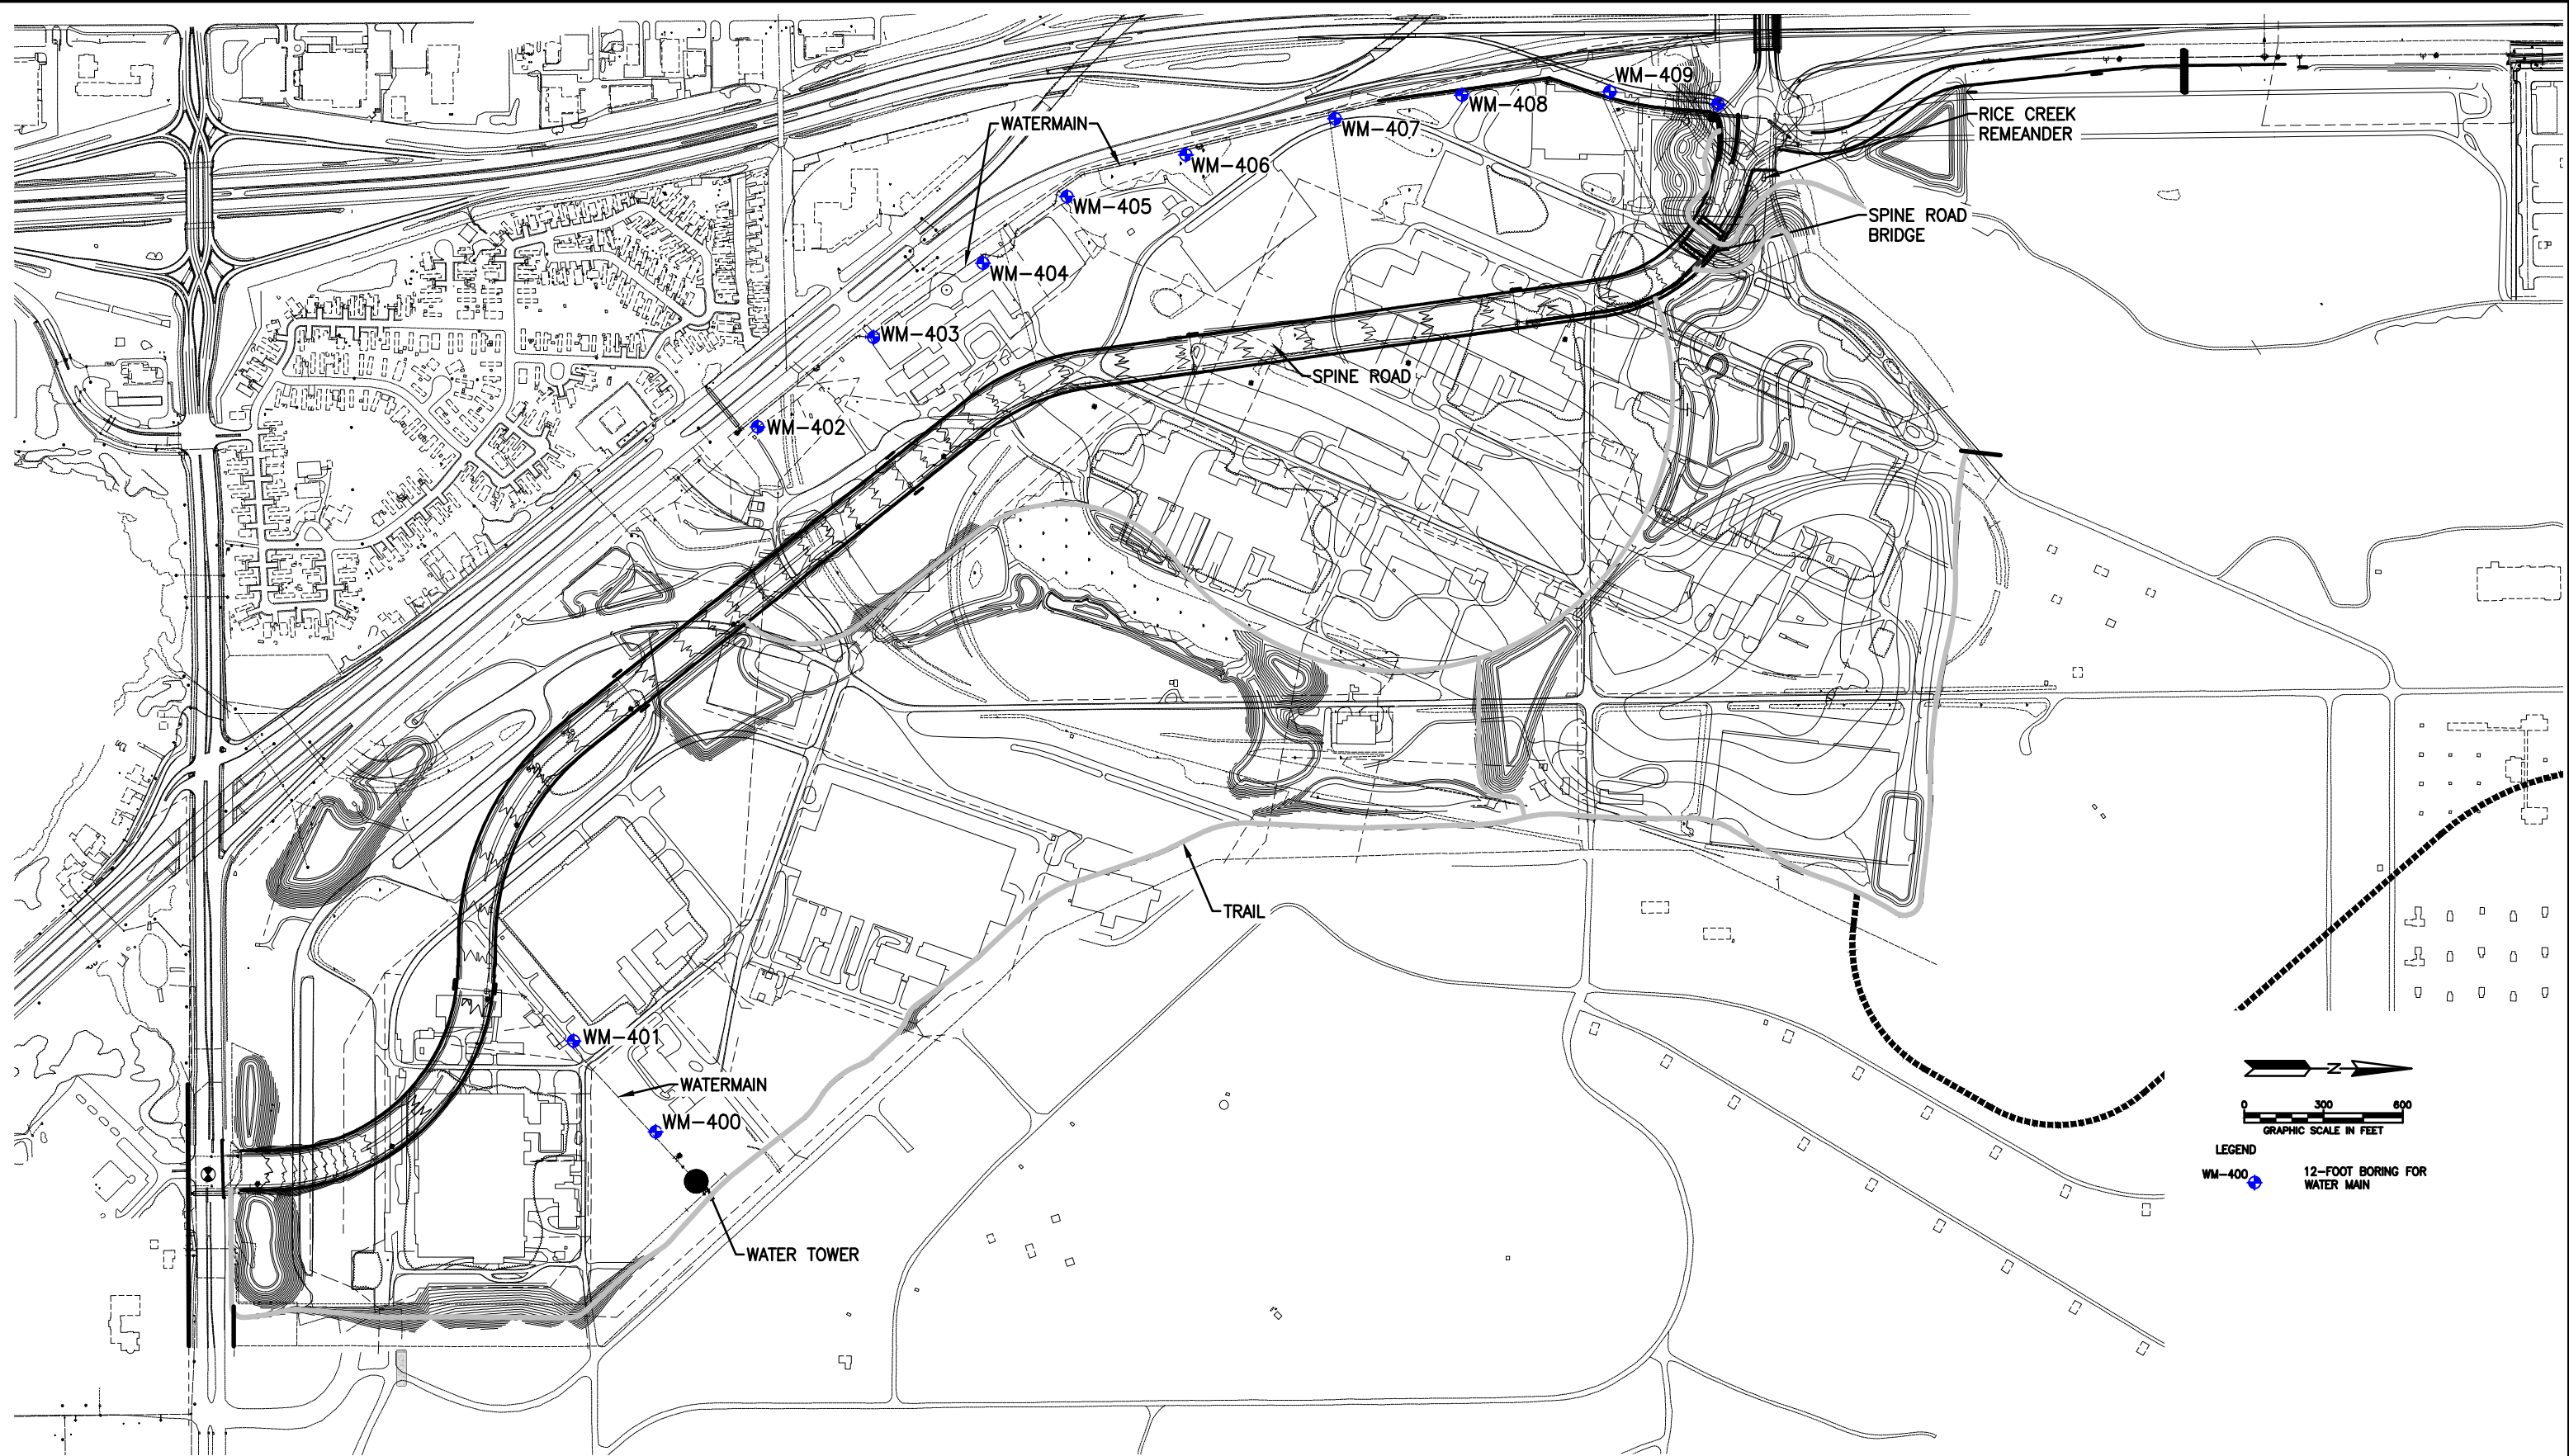 WM-409
WM-408
WATERMAIN
WM-407
RICE CREEK
REMEANDER
WM-406
WM-405
SPINE ROAD
BRIDGE
WM-404
WM-403
SPINE ROAD
WM-402
TRAIL
WM-401
WATERMAIN
WM-400
WATER TOWER
N
0 300 600
GRAPHIC SCALE IN FEET
LEGEND
WM-400
12-FOOT BORING FOR
WATER MAIN